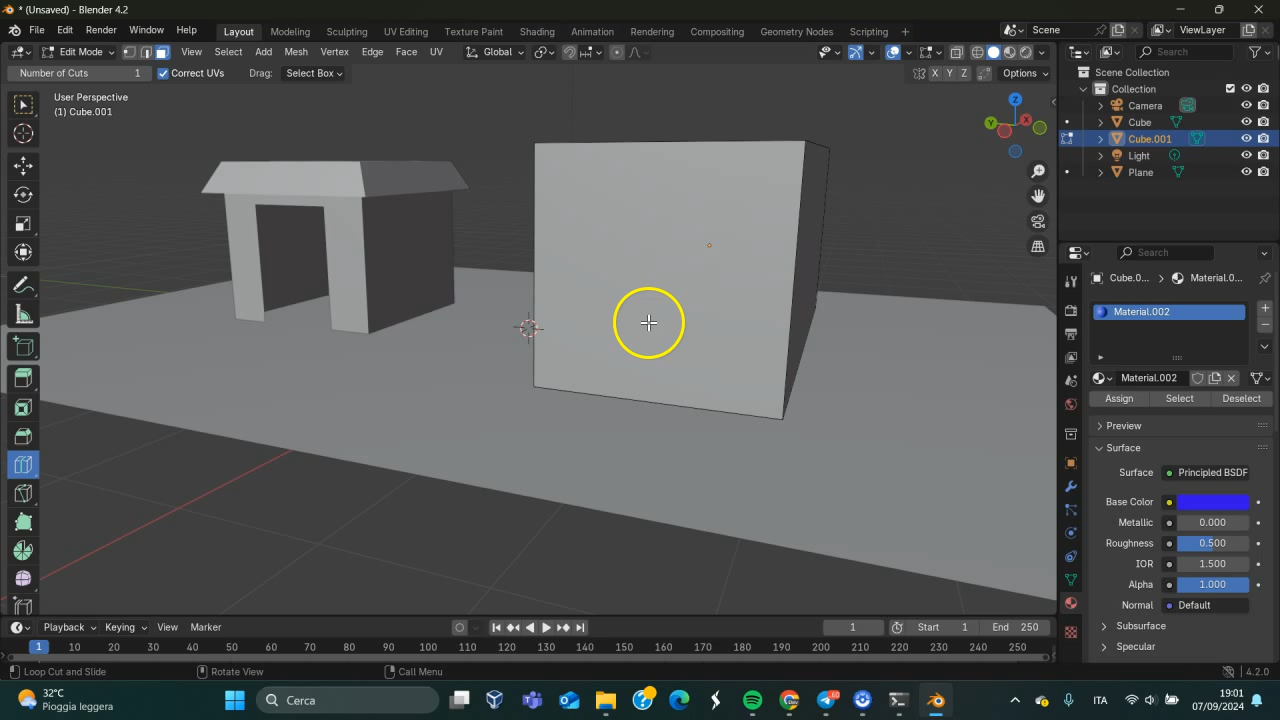 * (Unsaved) - Blender 4.2
File Edit Render Window Help
Layout Modeling Sculpting UV Editing Texture Paint Shading Animation Rendering Compositing Geometry Nodes Scripting +
Scene ViewLayer
Edit Mode View Select Add Mesh Vertex Edge Face UV Global
Search
Number of Cuts 1 Correct UVs Drag: Select Box
X Y Z Options
Scene Collection
User Perspective
(1) Cube.001
Collection
Camera
Z
Y X
Cube
Cube.001
Light
Plane
Search
Cube.0... Material.0...
Material.002
Material.002
Assign Select Deselect
Preview
Surface
Surface Principled BSDF
Base Color
Metallic 0.000
Roughness 0.500
IOR 1.500
Alpha 1.000
Normal Default
Subsurface
Specular
Playback Keying View Marker 1 Start 1 End 250
1 10 20 30 40 50 60 70 80 90 100 110 120 130 140 150 160 170 180 190 200 210 220 230 240 250
Loop Cut and Slide Rotate View Call Menu 4.2.0
32°C
Pioggia leggera
Cerca
60
Dev
ITA
19:01
07/09/2024